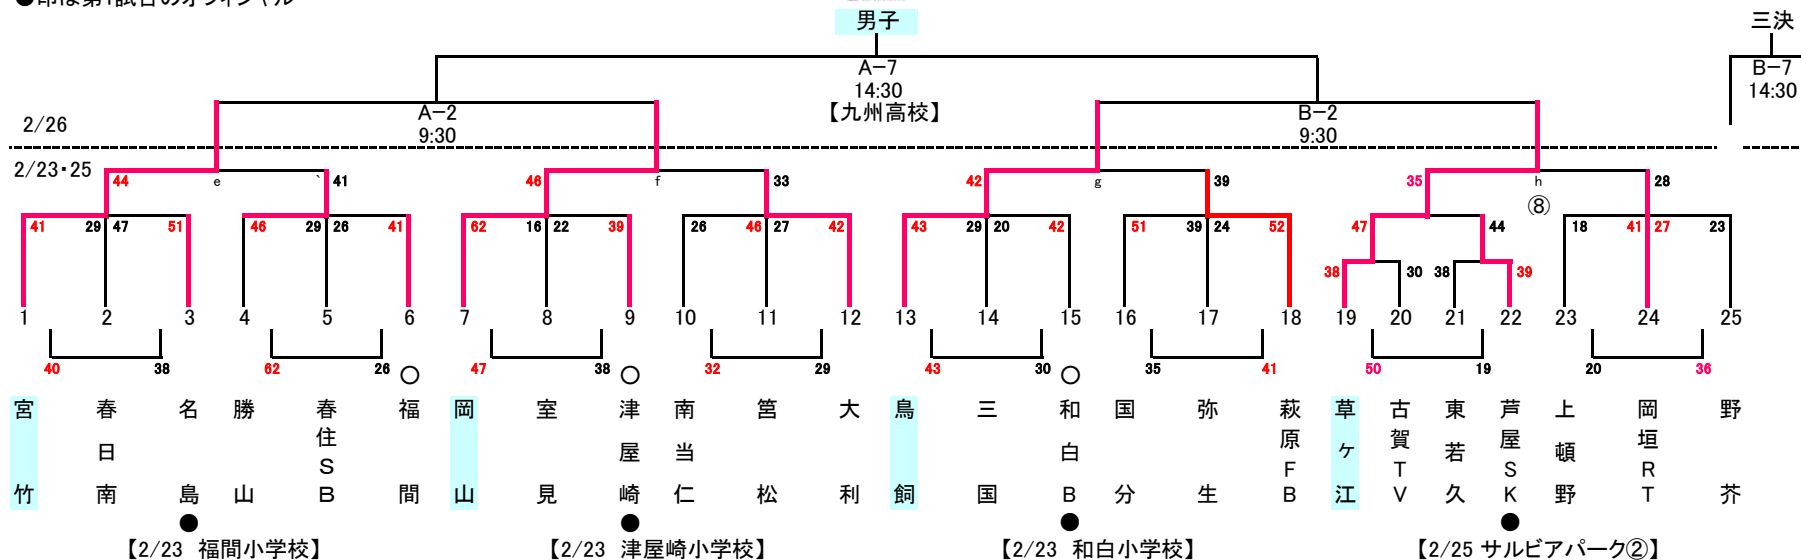 ●印は第1試合のオフィシャル
男子
三決
A-7
14:30
【九州高校】
B-7
14:30
A-2
9:30
B-2
9:30
2/26
2/23・25
44 e ` 41 46 f 33 42 g 39 35 h 28
⑧
41 29 47 51 46 29 26 41 62 16 22 39 26 46 27 42 43 29 20 42 51 39 24 52 47 44 18 41 27 23
38 30 38 39
1 2 3 4 5 6 7 8 9 10 11 12 13 14 15 16 17 18 19 20 21 22 23 24 25
40 38 62 26 47 38 32 29 43 30 35 41 50 19 20 36
○ ○ ○
宮竹
春日南
名島
勝山
春住SB
福間
岡山
室見
津屋崎
南当仁
筥松
大利
鳥飼
三国
和白B
国分
弥生
萩原FB
草ヶ江
古賀TV
東若久
芦屋SK
上頓野
岡垣RT
野芥
● ● ● ●
【2/23 福間小学校】
【2/23 津屋崎小学校】
【2/23 和白小学校】
【2/25 サルビアパーク②】